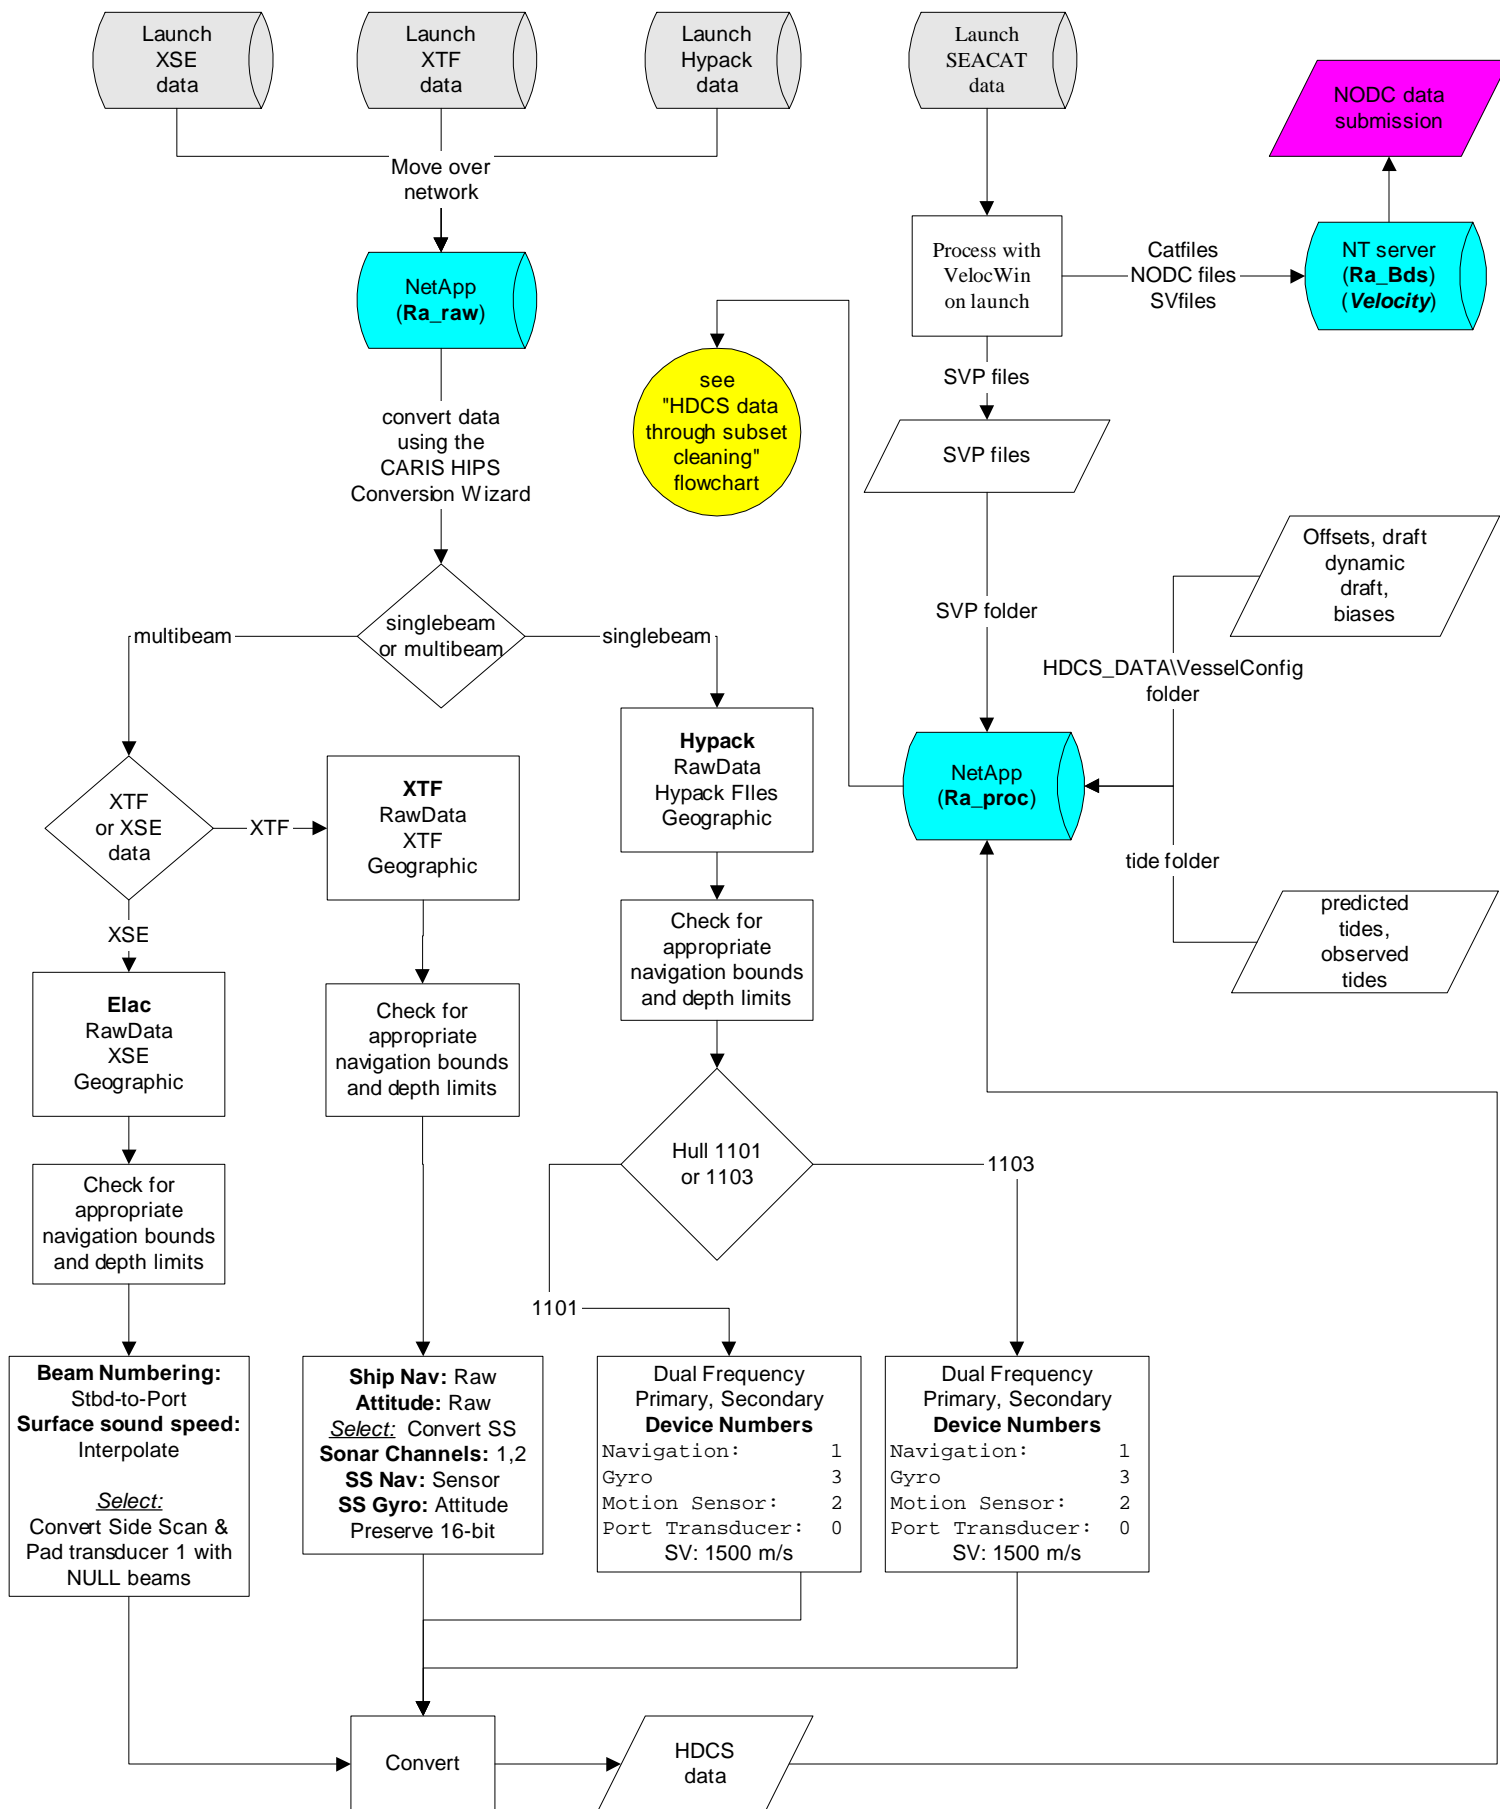 Launch
XSE
data
Launch
XTF
data
Launch
Hypack
data
Launch
SEACAT
data
NODC data
submission
Move over
network
Process with
VelocWin
on launch
Catfiles
NODC files
SVfiles
NT server
(Ra_Bds)
(Velocity)
NetApp
(Ra_raw)
see
"HDCS data
through subset
cleaning"
flowchart
SVP files
SVP files
convert data
using the
CARIS HIPS
Conversion Wizard
Offsets, draft
dynamic
draft,
biases
singlebeam
or multibeam
multibeam
singlebeam
SVP folder
HDCS_DATA\VesselConfig
folder
Hypack
RawData
Hypack FIles
Geographic
NetApp
(Ra_proc)
XTF
or XSE
data
XTF
XTF
RawData
XTF
Geographic
tide folder
predicted
tides,
observed
tides
XSE
Check for
appropriate
navigation bounds
and depth limits
Elac
RawData
XSE
Geographic
Check for
appropriate
navigation bounds
and depth limits
Hull 1101
or 1103
1103
Check for
appropriate
navigation bounds
and depth limits
1101
Beam Numbering:
Stbd-to-Port
Surface sound speed:
Interpolate
Select:
Convert Side Scan &
Pad transducer 1 with
NULL beams
Ship Nav: Raw
Attitude: Raw
Select: Convert SS
Sonar Channels: 1,2
SS Nav: Sensor
SS Gyro: Attitude
Preserve 16-bit
Dual Frequency
Primary, Secondary
Device Numbers
Navigation: 1
Gyro 3
Motion Sensor: 2
Port Transducer: 0
SV: 1500 m/s
Dual Frequency
Primary, Secondary
Device Numbers
Navigation: 1
Gyro 3
Motion Sensor: 2
Port Transducer: 0
SV: 1500 m/s
Convert
HDCS
data